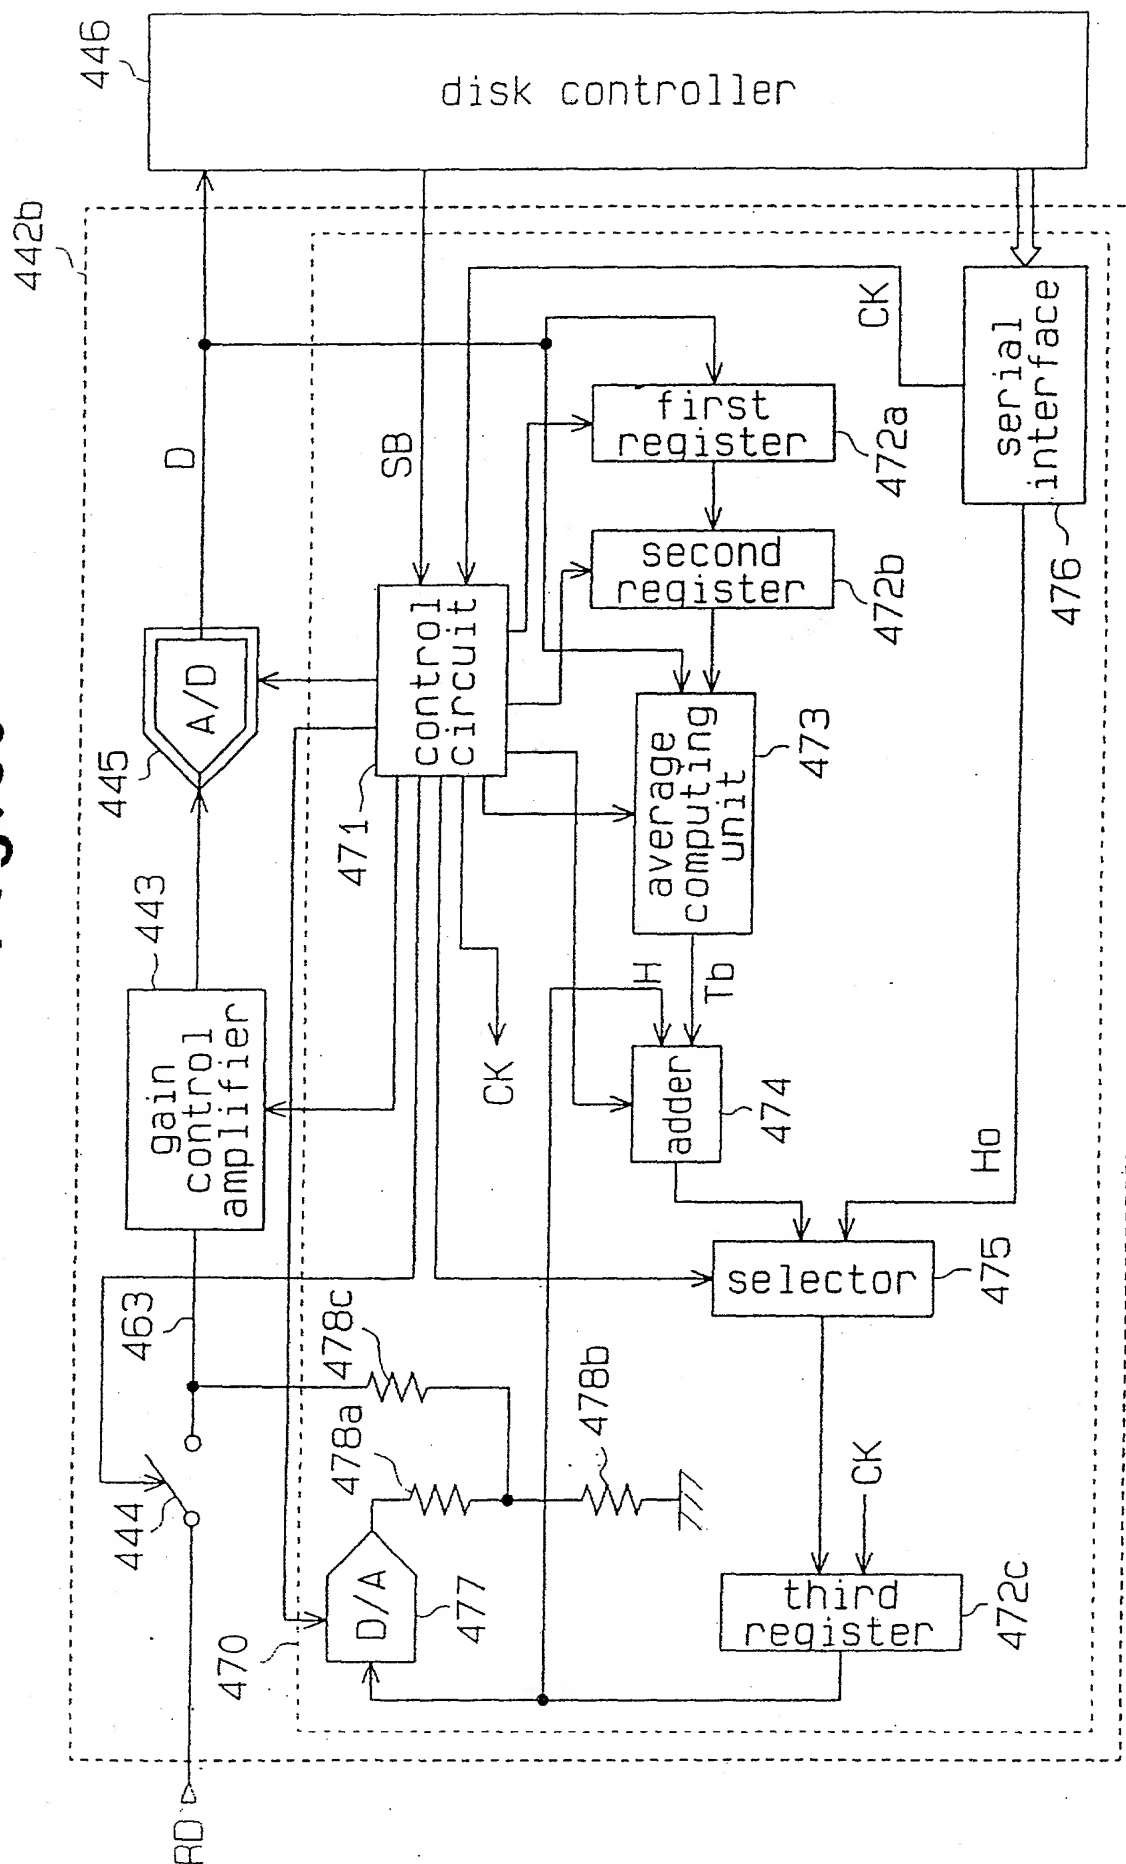 442b
446
disk controller
D
SB
CK
445
A/D
443
gain
control
amplifier
463
444
RD
471
control
circuit
first
register
472a
second
register
472b
average
computing
unit
473
serial
interface
476
H
Tb
CK
adder
474
Ho
selector
475
478c
478a
478b
D/A
477
470
CK
third
register
472c